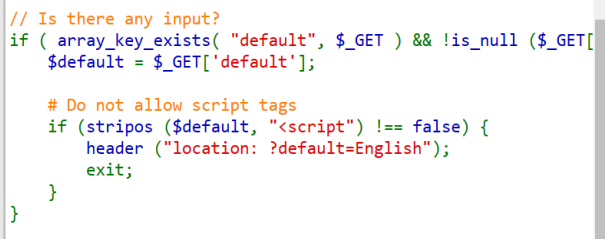 // Is there any input?
if ( array_key_exists( "default", $_GET ) && !is_null ($_GET[
$default = $_GET['default'];
# Do not allow script tags
if (stripos ($default, "<script") !== false) {
header ("location: ?default=English");
exit;
}
}